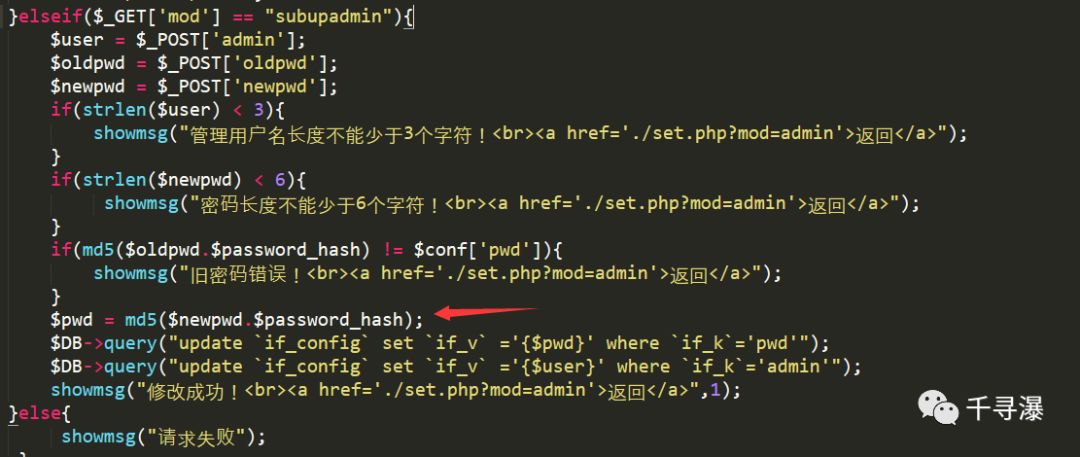 }elseif($_GET['mod'] == "subupadmin"){
    $user = $_POST['admin'];
    $oldpwd = $_POST['oldpwd'];
    $newpwd = $_POST['newpwd'];
    if(strlen($user) < 3){
        showmsg("管理用户名长度不能少于3个字符！<br><a href='./set.php?mod=admin'>返回</a>");
    }
    if(strlen($newpwd) < 6){
        showmsg("密码长度不能少于6个字符！<br><a href='./set.php?mod=admin'>返回</a>");
    }
    if(md5($oldpwd.$password_hash) != $conf['pwd']){
        showmsg("旧密码错误！<br><a href='./set.php?mod=admin'>返回</a>");
    }
    $pwd = md5($newpwd.$password_hash);
    $DB->query("update `if_config` set `if_v` ='{$pwd}' where `if_k`='pwd'");
    $DB->query("update `if_config` set `if_v` ='{$user}' where `if_k`='admin'");
    showmsg("修改成功！<br><a href='./set.php?mod=admin'>返回</a>",1);
}else{
    showmsg("请求失败");
千寻瀑